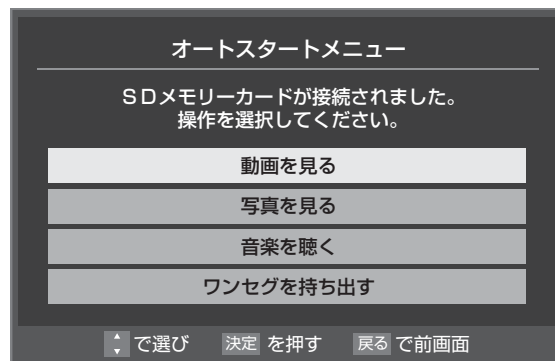 オートスタートメニュー
SDメモリーカードが接続されました。
操作を選択してください。
動画を見る
写真を見る
音楽を聴く
ワンセグを持ち出す
で選び 決定 を押す 戻る で前画面